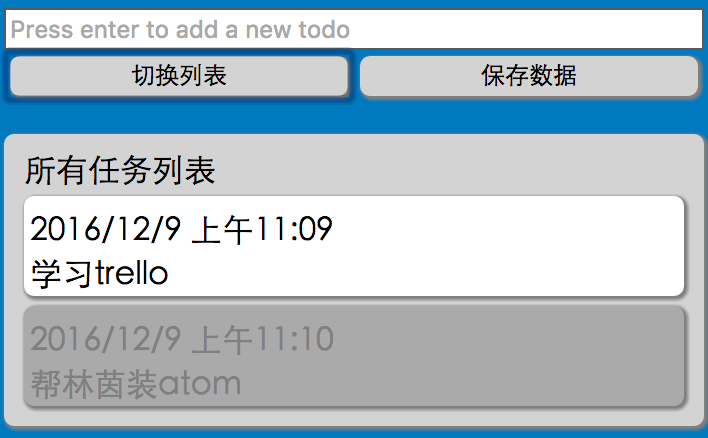 Press enter to add a new todo
切换列表 保存数据
所有任务列表
2016/12/9 上午11:09
学习trello
2016/12/9 上午11:10
帮林茵装atom